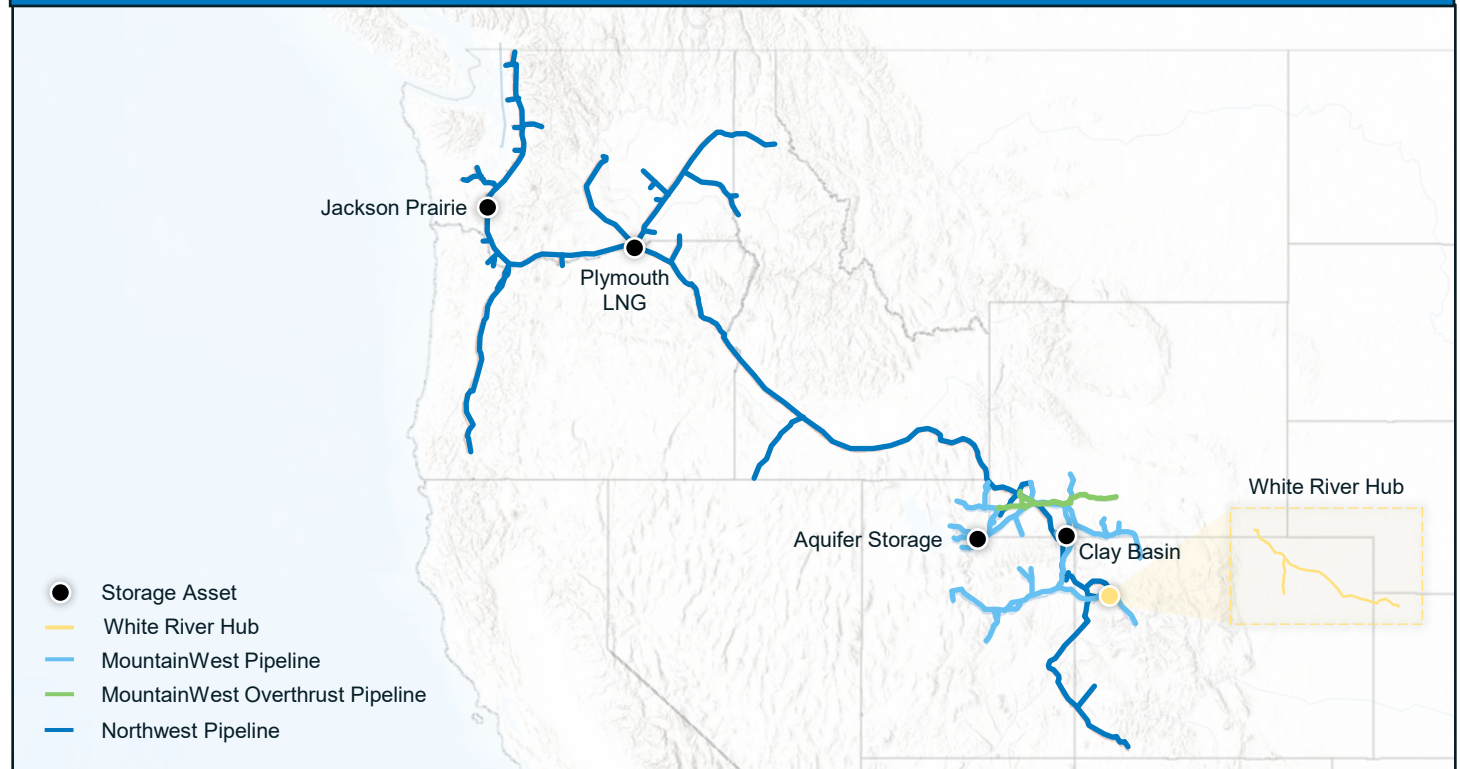 Jackson Prairie
Plymouth
LNG
White River Hub
Aquifer Storage
Clay Basin
Storage Asset
White River Hub
MountainWest Pipeline
MountainWest Overthrust Pipeline
Northwest Pipeline